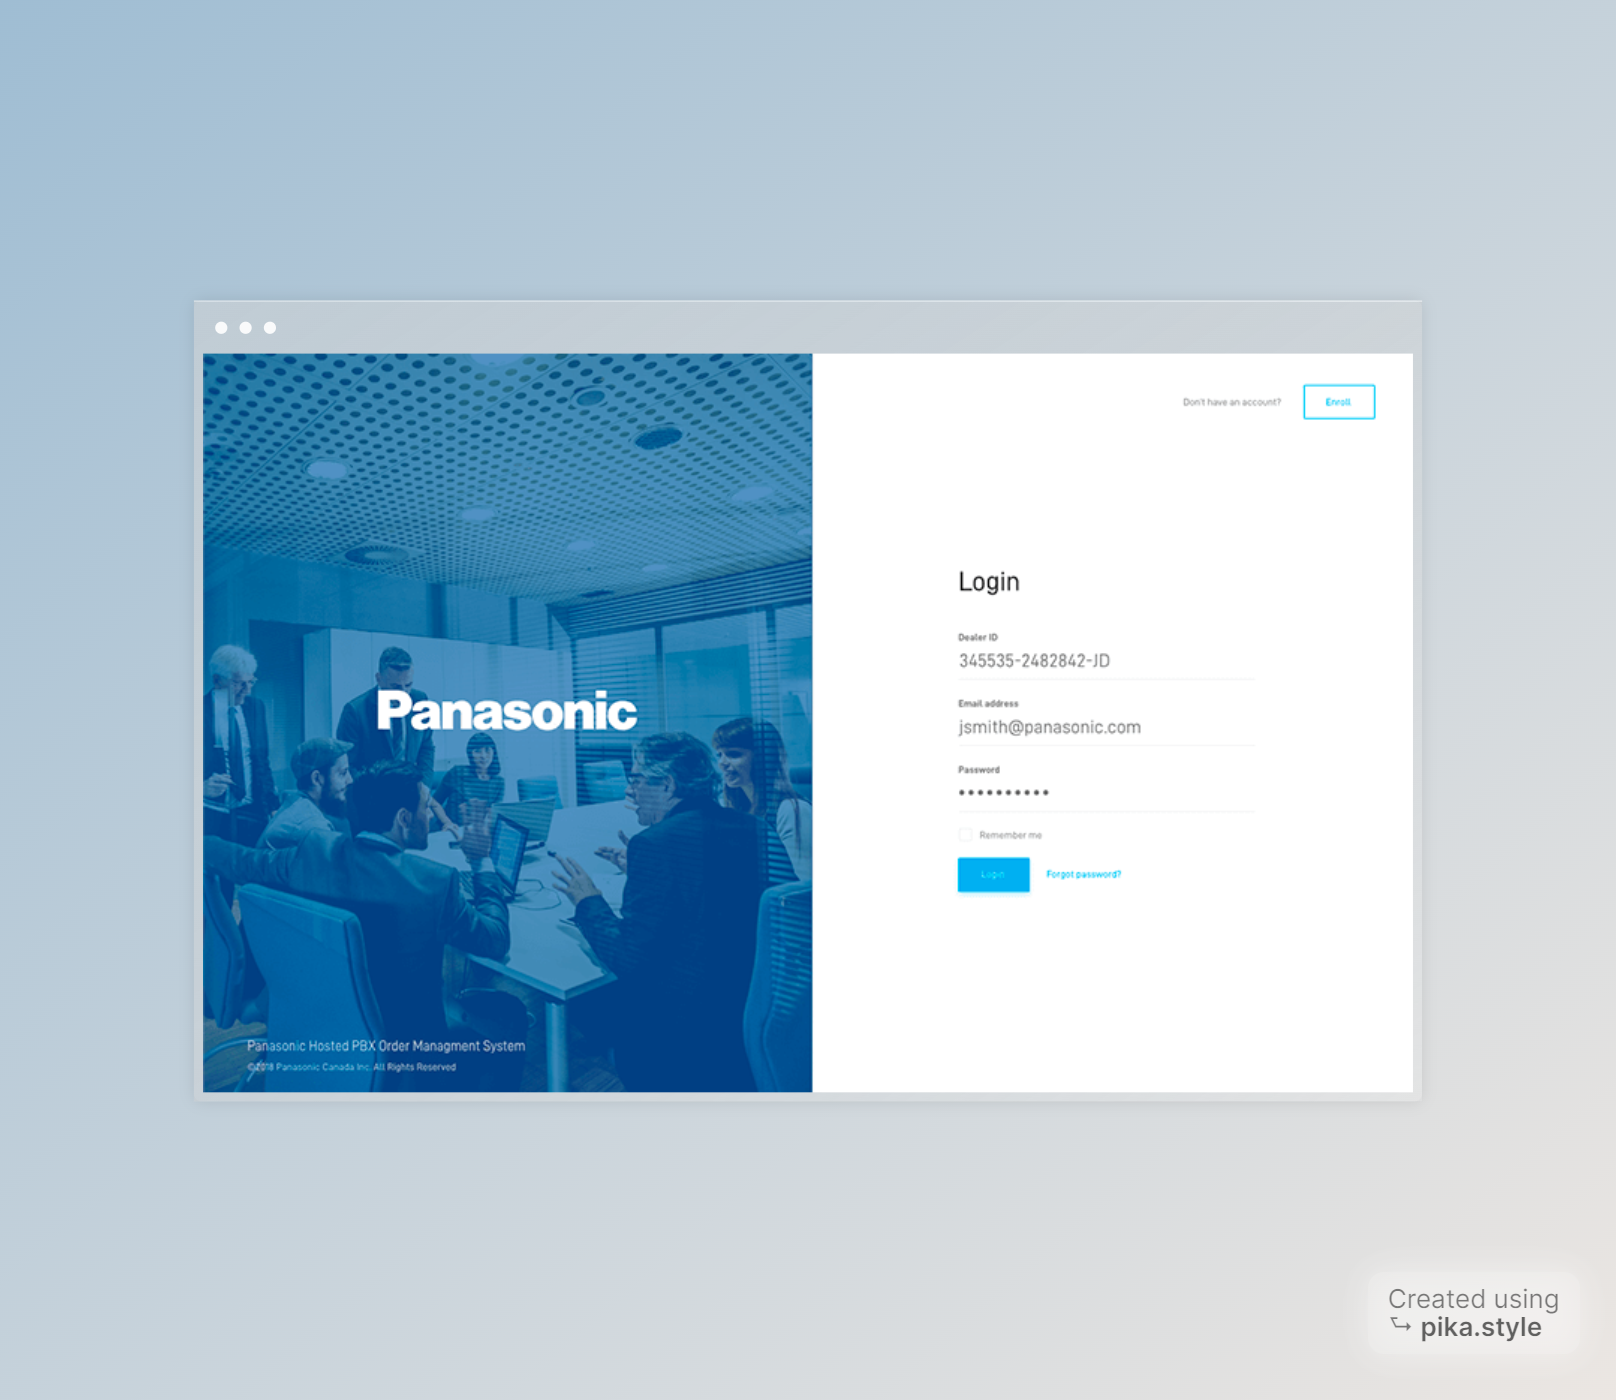 Don't have an account?
Enroll
Login
Dealer ID
345535-2482842-JD
Email address
jsmith@panasonic.com
Password
Remember me
Login
Forgot password?
Panasonic
Panasonic Hosted PBX Order Managment System
©2018 Panasonic Canada Inc. All Rights Reserved
Created using
pika.style